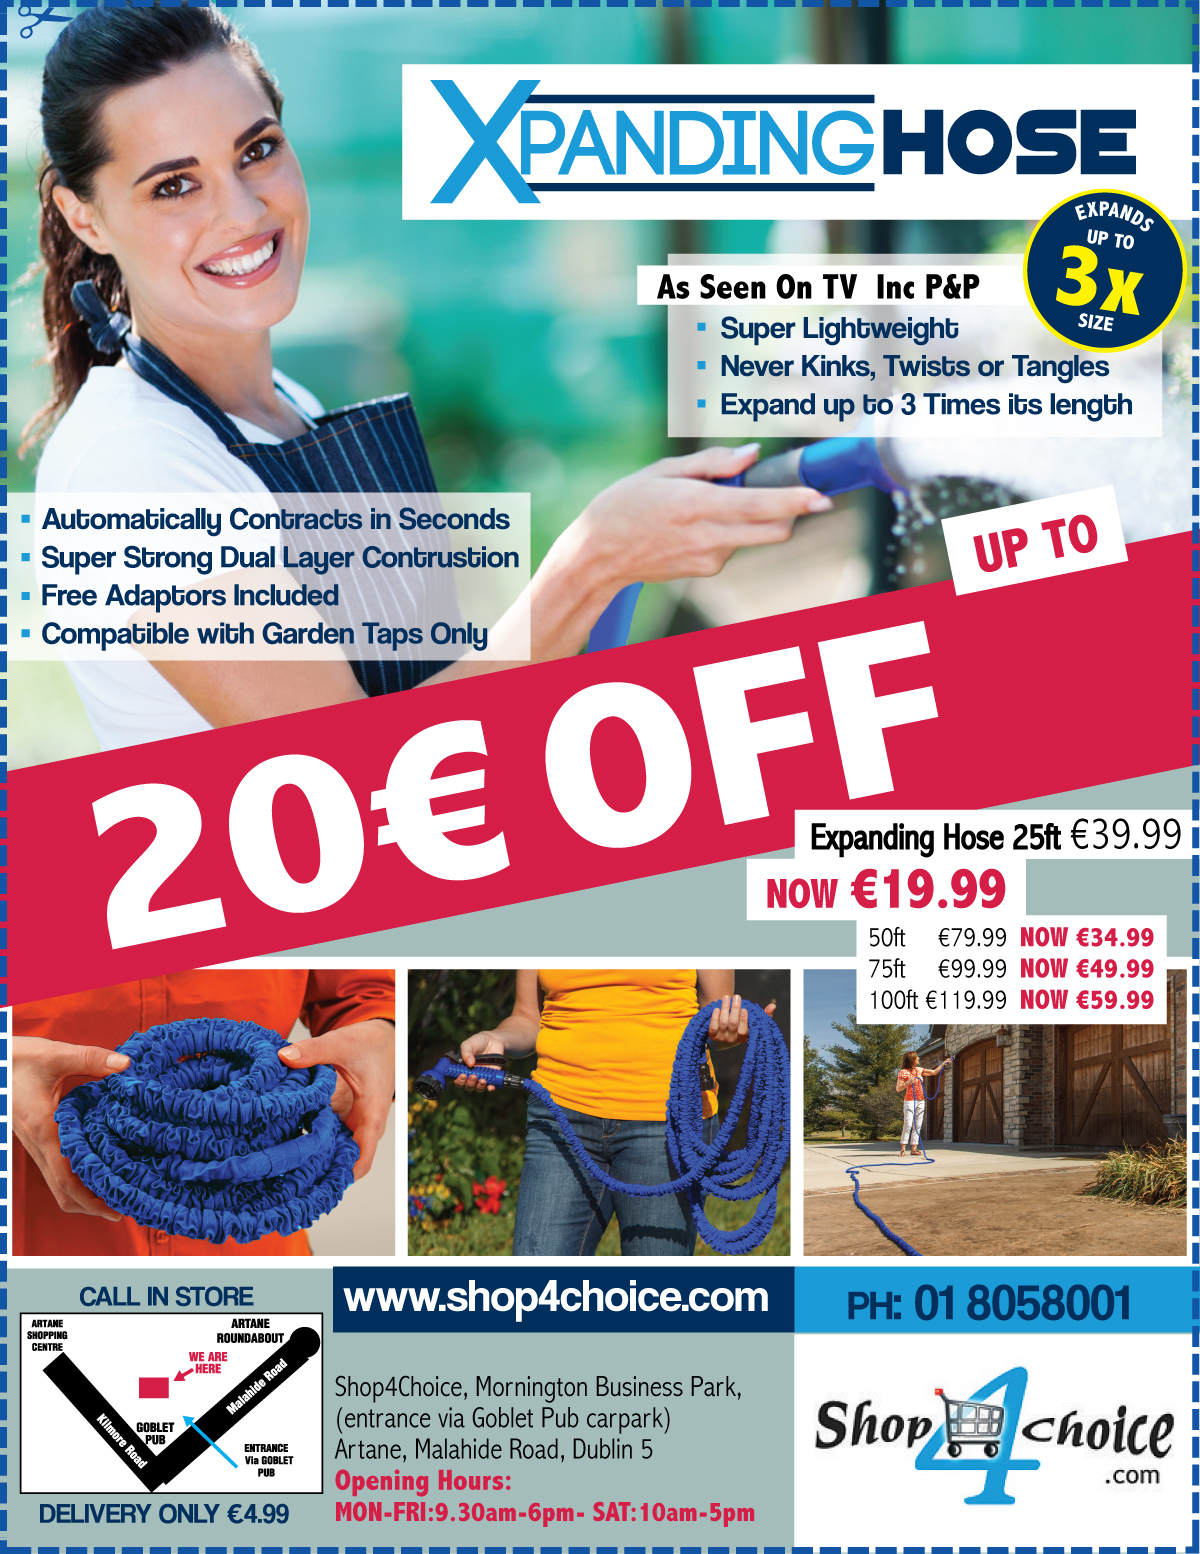 XPANDINGHOSE
EXPANDS
UP TO
3x
SIZE
As Seen On TV Inc P&P
▪ Super Lightweight
▪ Never Kinks, Twists or Tangles
▪ Expand up to 3 Times its length
▪ Automatically Contracts in Seconds
▪ Super Strong Dual Layer Contrustion
▪ Free Adaptors Included
▪ Compatible with Garden Taps Only
UP TO
20€ OFF
Expanding Hose 25ft €39.99
NOW €19.99
50ft €79.99 NOW €34.99
75ft €99.99 NOW €49.99
100ft €119.99 NOW €59.99
CALL IN STORE
ARTANE
SHOPPING
CENTRE
ARTANE
ROUNDABOUT
WE ARE
HERE
Malahide Road
Kilmore Road
GOBLET
PUB
ENTRANCE
Via GOBLET
PUB
DELIVERY ONLY €4.99
www.shop4choice.com
PH: 01 8058001
Shop4Choice, Mornington Business Park,
(entrance via Goblet Pub carpark)
Artane, Malahide Road, Dublin 5
Opening Hours:
MON-FRI:9.30am-6pm- SAT:10am-5pm
Shop4choice
.com